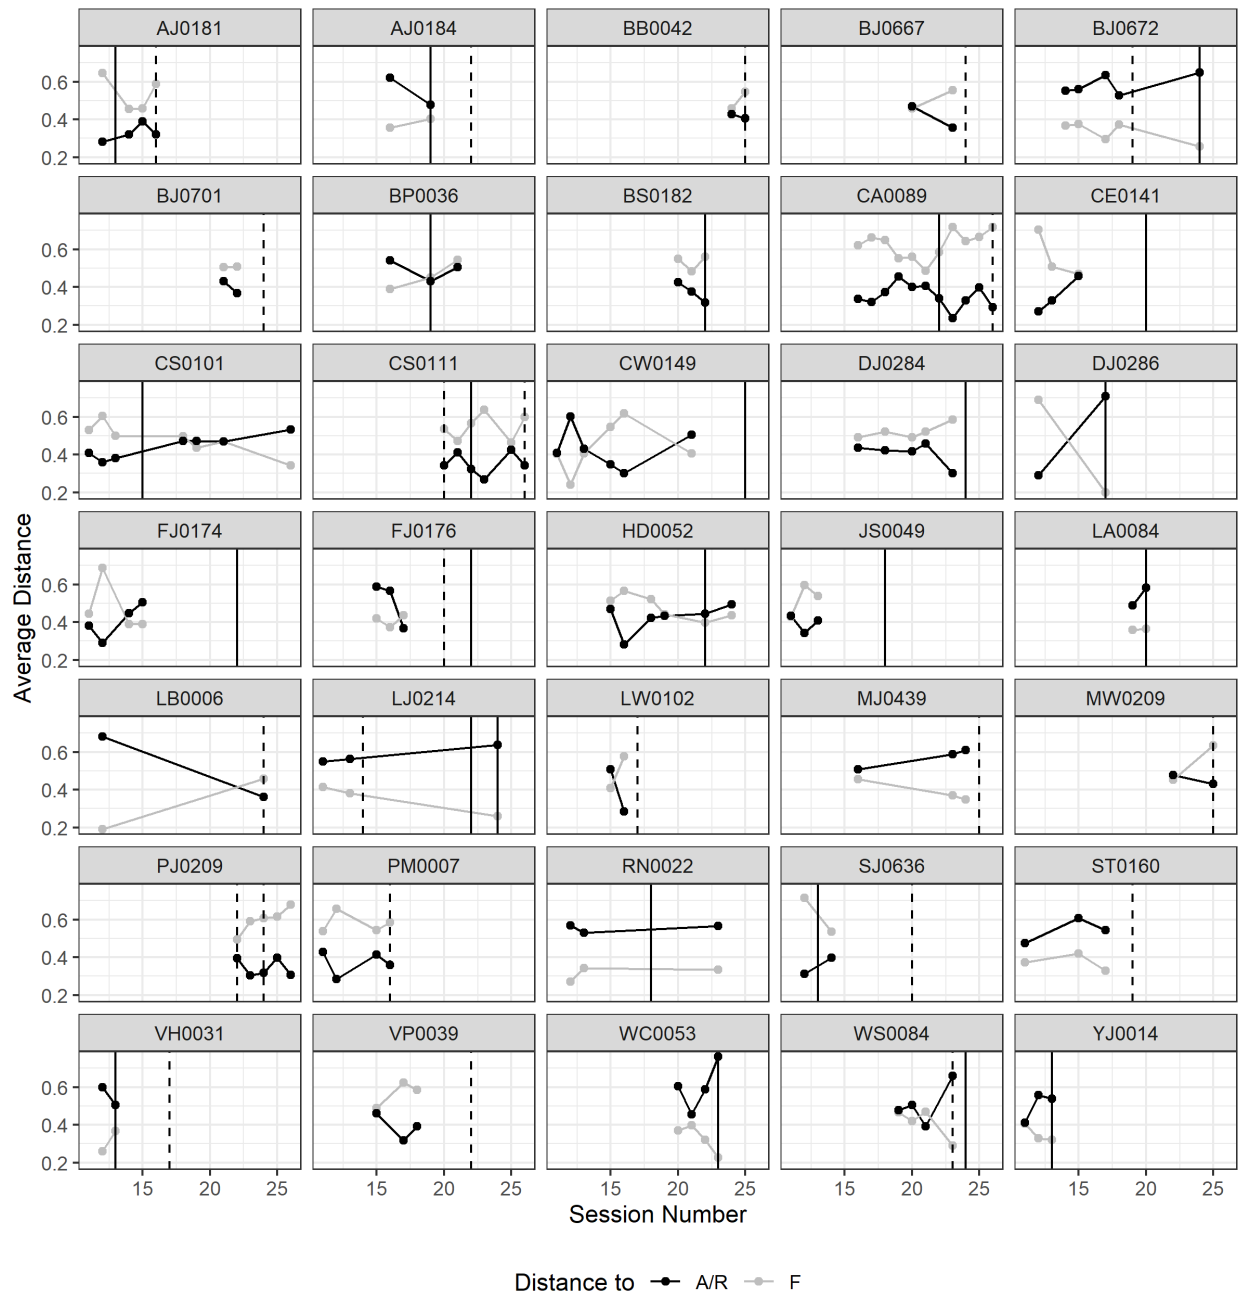 AJ0181 AJ0184 BB0042 BJ0667 BJ0672
0.6
0.4
0.2
BJ0701 BP0036 BS0182 CA0089 CE0141
0.6
0.4
0.2
CS0101 CS0111 CW0149 DJ0284 DJ0286
0.6
0.4
0.2
FJ0174 FJ0176 HD0052 JS0049 LA0084
0.6
0.4
0.2
Average Distance
LB0006 LJ0214 LW0102 MJ0439 MW0209
0.6
0.4
0.2
PJ0209 PM0007 RN0022 SJ0636 ST0160
0.6
0.4
0.2
VH0031 VP0039 WC0053 WS0084 YJ0014
0.6
0.4
0.2
15 20 25 15 20 25 15 20 25 15 20 25 15 20 25
Session Number
Distance to A/R F